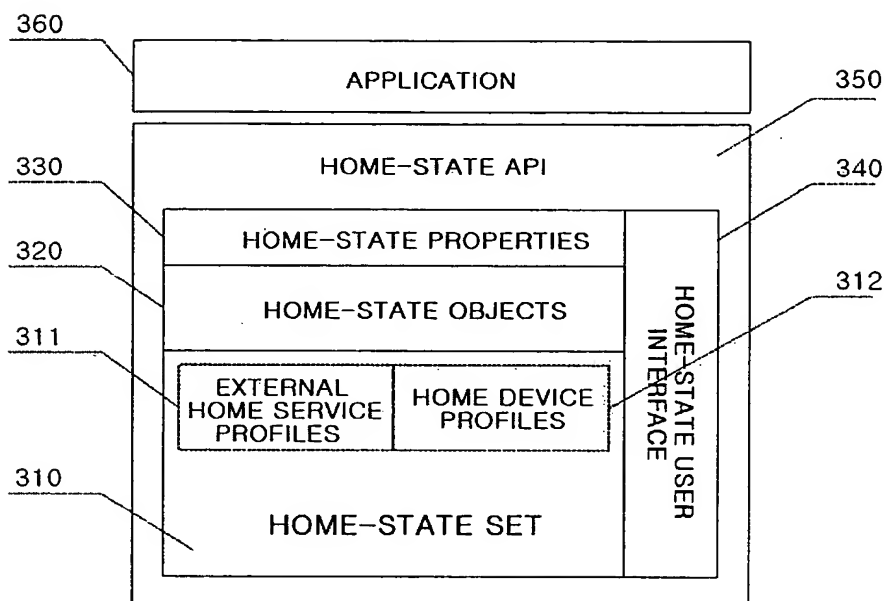 360
APPLICATION
350
HOME-STATE API
330
340
HOME-STATE PROPERTIES
320
HOME-STATE OBJECTS
312
311
EXTERNAL
HOME SERVICE
PROFILES
HOME DEVICE
PROFILES
HOME-STATE USER
INTERFACE
310
HOME-STATE SET